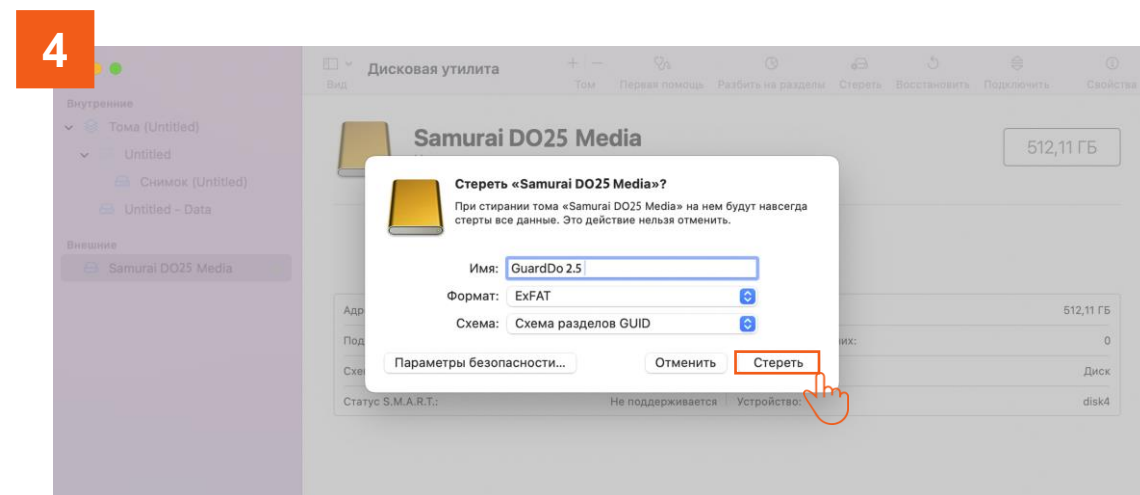 4
Дисковая утилита
Вид
Том
Первая помощь
Разбить на разделы
Стереть
Восстановить
Подключить
Свойства
Внутренние
Тома (Untitled)
Untitled
Снимок (Untitled)
Untitled – Data
Внешние
Samurai DO25 Media
Samurai DO25 Media
512,11 ГБ
Стереть «Samurai DO25 Media»?
При стирании тома «Samurai DO25 Media» на нем будут навсегда
стерты все данные. Это действие нельзя отменить.
Имя: GuardDo 2.5
Формат: ExFAT
Схема: Схема разделов GUID
Параметры безопасности... Отменить Стереть
512,11 ГБ
0
Диск
Статус S.M.A.R.T.: Не поддерживается Устройство: disk4